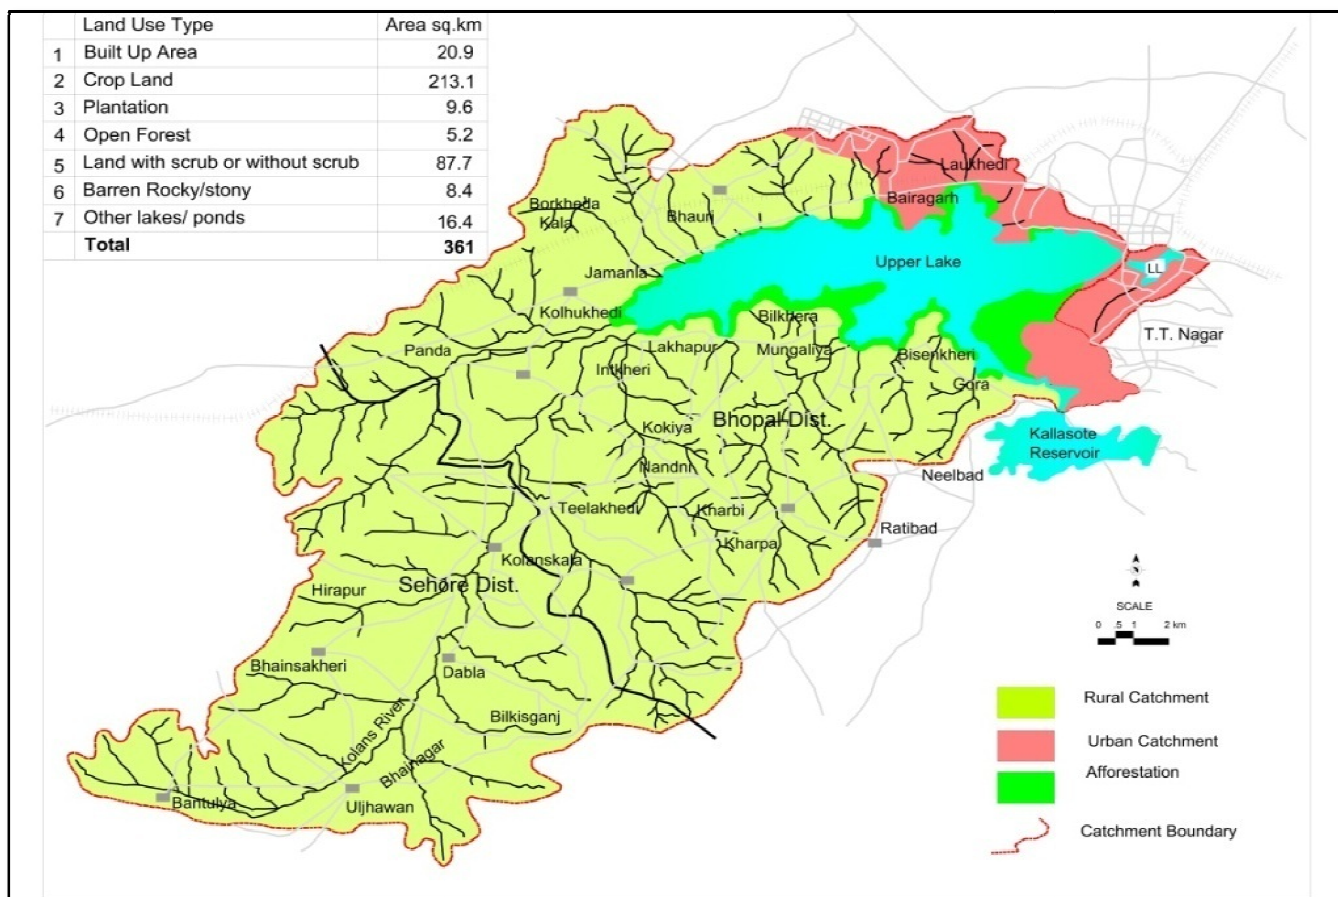 Land Use Type Area sq.km
1 Built Up Area 20.9
2 Crop Land 213.1
3 Plantation 9.6
4 Open Forest 5.2
5 Land with scrub or without scrub 87.7
6 Barren Rocky/stony 8.4
7 Other lakes/ ponds 16.4
Total 361
Laukhedi
Bairagarh
Borkheda
Kala
Bhauri
Upper Lake
LL
Jamanla
Kolhukhedi
Bilkhera
T.T. Nagar
Panda
Lakhapur
Mungaliya
Bisenkheri
Intkheri
Gora
Kokiya
Bhopal Dist.
Kallasote
Reservoir
Nandni
Neelbad
Teelakhedi
Kharbi
Ratibad
Kharpa
Kolanskala
Sehore Dist.
Hirapur
N
SCALE
0 .5 1 2 km
Bhainsakheri
Dabla
Rural Catchment
Bilkisganj
Kolans River
Urban Catchment
Bhainagar
Afforestation
Bantulya
Uljhawan
Catchment Boundary